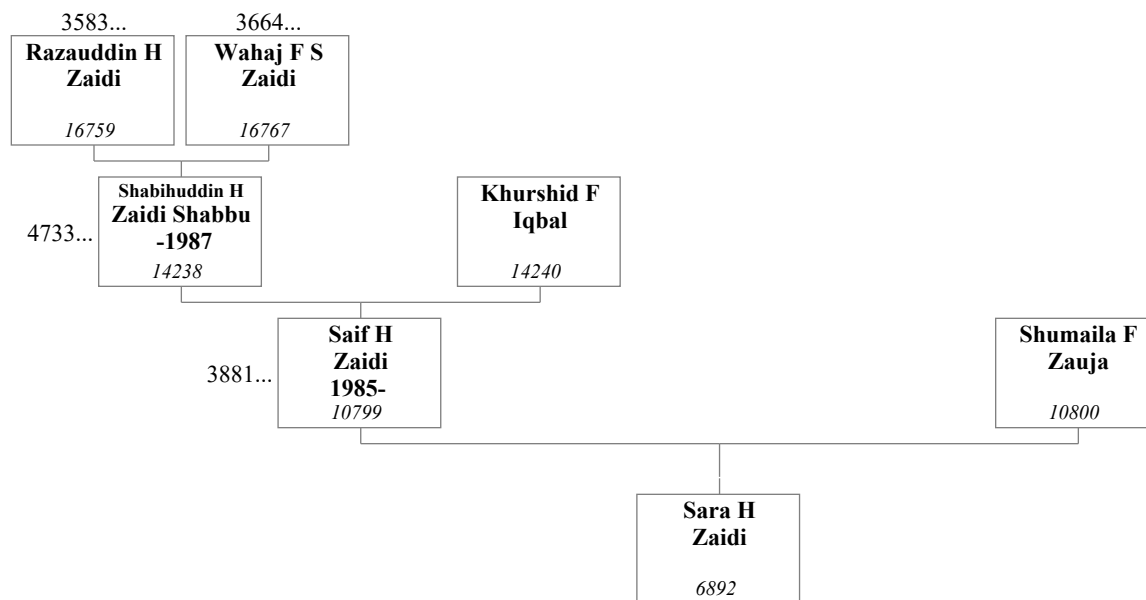 3583...
3664...
Razauddin H
Zaidi
16759
Wahaj F S
Zaidi
16767
4733...
Shabihuddin H
Zaidi Shabbu
-1987
14238
Khurshid F
Iqbal
14240
3881...
Saif H
Zaidi
1985-
10799
Shumaila F
Zauja
10800
Sara H
Zaidi
6892